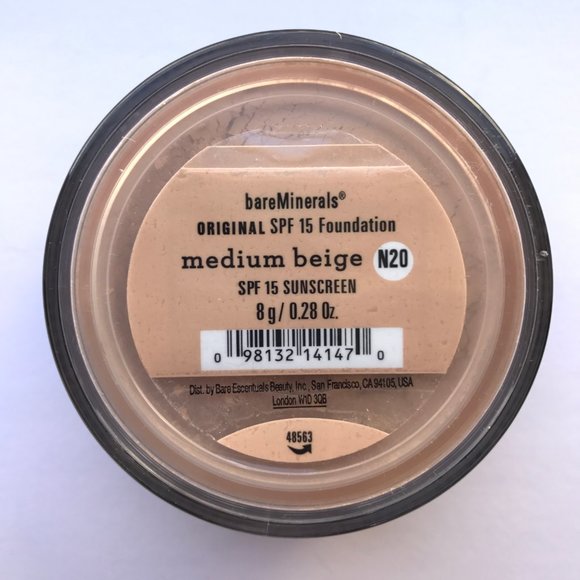 bareMinerals®
ORIGINAL SPF 15 Foundation
medium beige N20
SPF 15 SUNSCREEN
8 g / 0.28 Oz.
0 98132 14147 0
Dist. by Bare Escentuals Beauty, Inc., San Francisco, CA 94105, USA
London W1D 3QB
48563